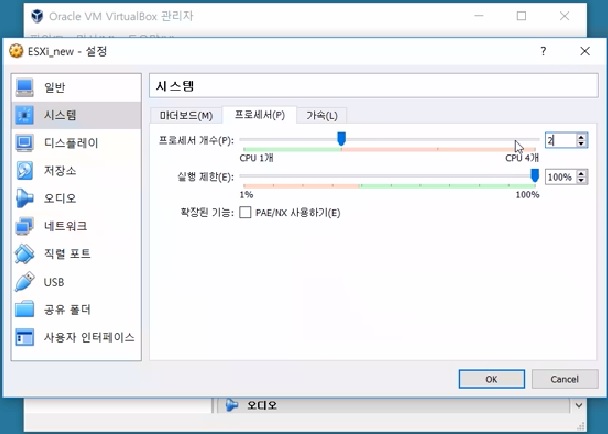 Oracle VM VirtualBox 관리자
ESXi_new - 설정
?
일반
시스템
디스플레이
저장소
오디오
네트워크
직렬 포트
USB
공유 폴더
사용자 인터페이스
시스템
마더보드(M)
프로세서(P)
가속(L)
프로세서 개수(P):
2
CPU 1개
CPU 4개
실행 제한(E):
100%
1%
100%
확장된 기능:
PAE/NX 사용하기(E)
OK
Cancel
오디오